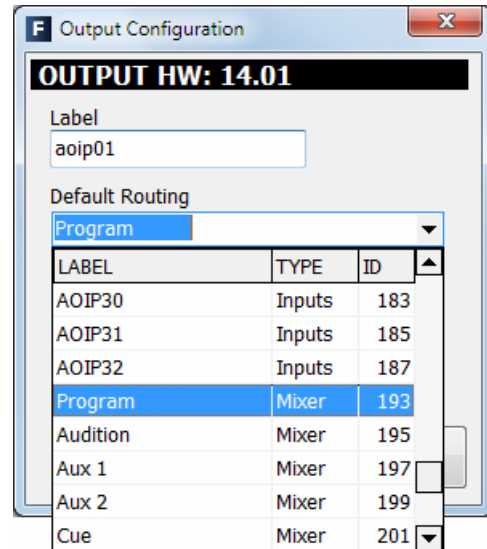 F Output Configuration
OUTPUT HW: 14.01
Label
aoip01
Default Routing
Program
LABEL TYPE ID
AOIP30 Inputs 183
AOIP31 Inputs 185
AOIP32 Inputs 187
Program Mixer 193
Audition Mixer 195
Aux 1 Mixer 197
Aux 2 Mixer 199
Cue Mixer 201